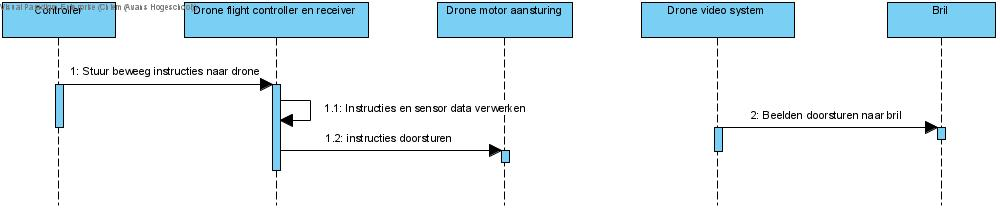 Controller
Drone flight controller en receiver
Drone motor aansturing
Drone video system
Bril
1: Stuur beweeg instructies naar drone
1.1: Instructies en sensor data verwerken
1.2: instructies doorsturen
2: Beelden doorsturen naar bril